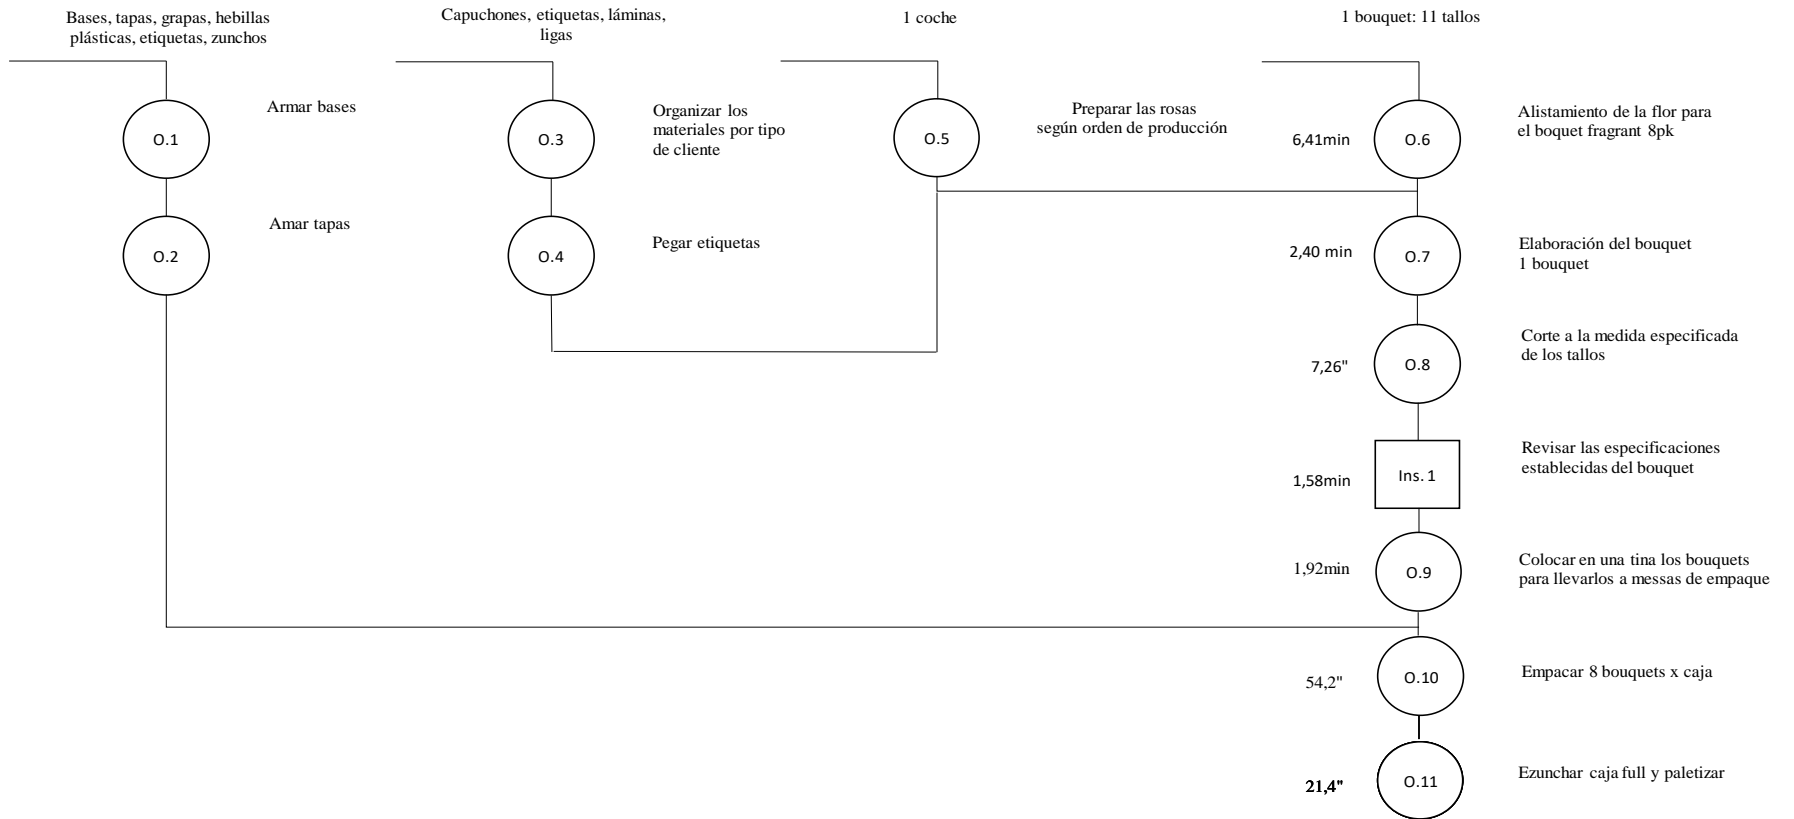 Bases, tapas, grapas, hebillas
plásticas, etiquetas, zunchos
Capuchones, etiquetas, láminas,
ligas
1 coche
1 bouquet: 11 tallos
O.1
Armar bases
O.3
Organizar los
materiales por tipo
de cliente
O.5
Preparar las rosas
según orden de producción
6,41min
O.6
Alistamiento de la flor para
el boquet fragrant 8pk
O.2
Amar tapas
O.4
Pegar etiquetas
2,40 min
O.7
Elaboración del bouquet
1 bouquet
7,26"
O.8
Corte a la medida especificada
de los tallos
1,58min
Ins. 1
Revisar las especificaciones
establecidas del bouquet
1,92min
O.9
Colocar en una tina los bouquets
para llevarlos a messas de empaque
54,2"
O.10
Empacar 8 bouquets x caja
21,4"
O.11
Ezunchar caja full y paletizar